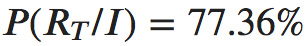 P(R_T/I) = 77.36%